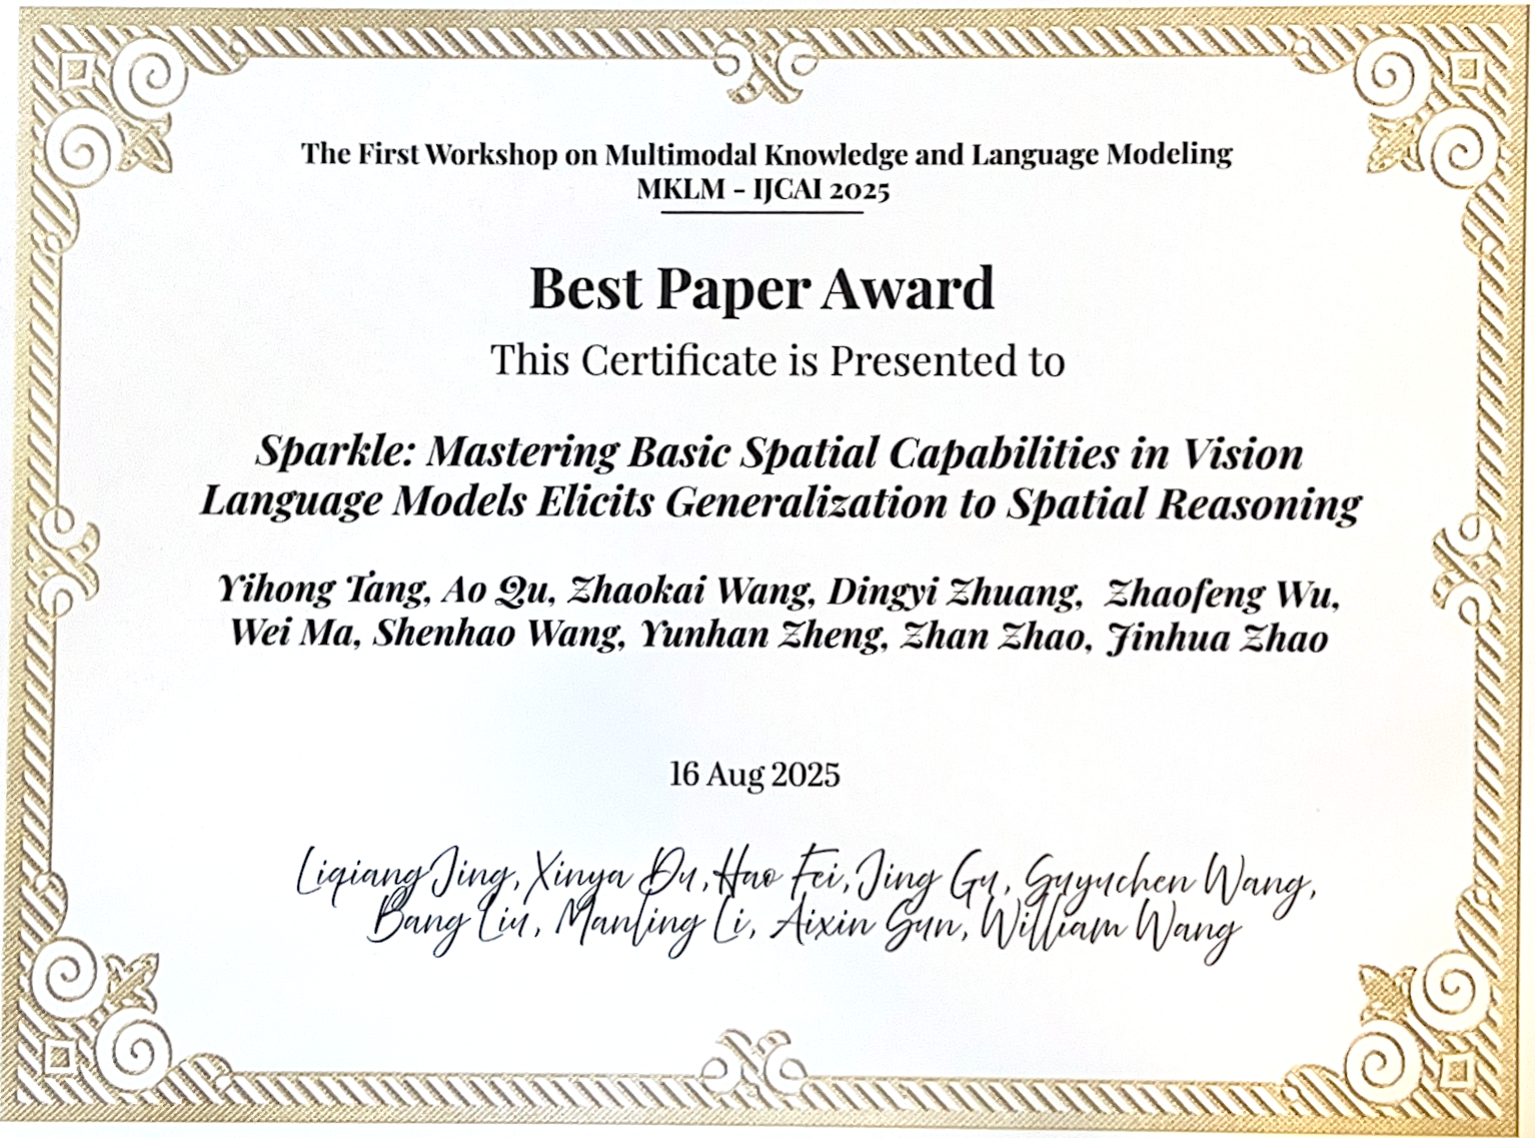 The First Workshop on Multimodal Knowledge and Language Modeling
MKLM - IJCAI 2025
Best Paper Award
This Certificate is Presented to
Sparkle: Mastering Basic Spatial Capabilities in Vision
Language Models Elicits Generalization to Spatial Reasoning
Yihong Tang, Ao Qu, Zhaokai Wang, Dingyi Zhuang, Zhaofeng Wu,
Wei Ma, Shenhao Wang, Yunhan Zheng, Zhan Zhao, Jinhua Zhao
16 Aug 2025
Liqiang Jing, Xinya Du, Hao Fei, Jing Gu, Guyuchen Wang,
Bang Liu, Manling Li, Aixin Sun, William Wang